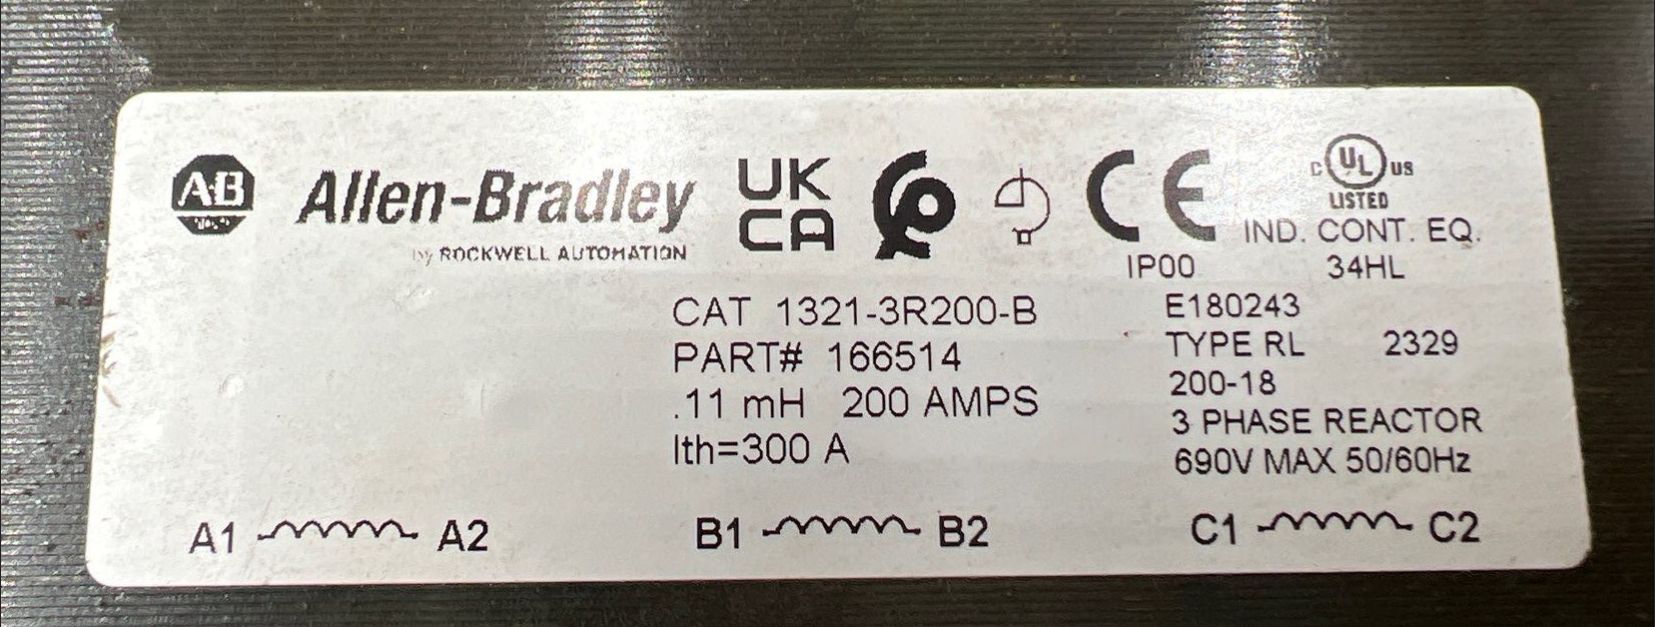 A-B
Allen-Bradley
by ROCKWELL AUTOMATION
UK
CA
CE
C UL US
LISTED
IND. CONT. EQ.
IP00 34HL
CAT 1321-3R200-B
PART# 166514
.11 mH 200 AMPS
Ith=300 A
E180243
TYPE RL 2329
200-18
3 PHASE REACTOR
690V MAX 50/60Hz
A1 A2 B1 B2 C1 C2